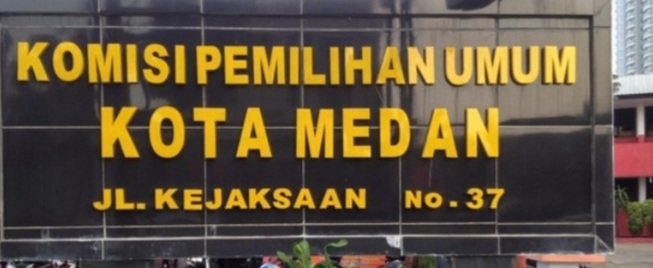 KOMISI PEMILIHAN UMUM
KOTA MEDAN
JL. KEJAKSAAN No. 37